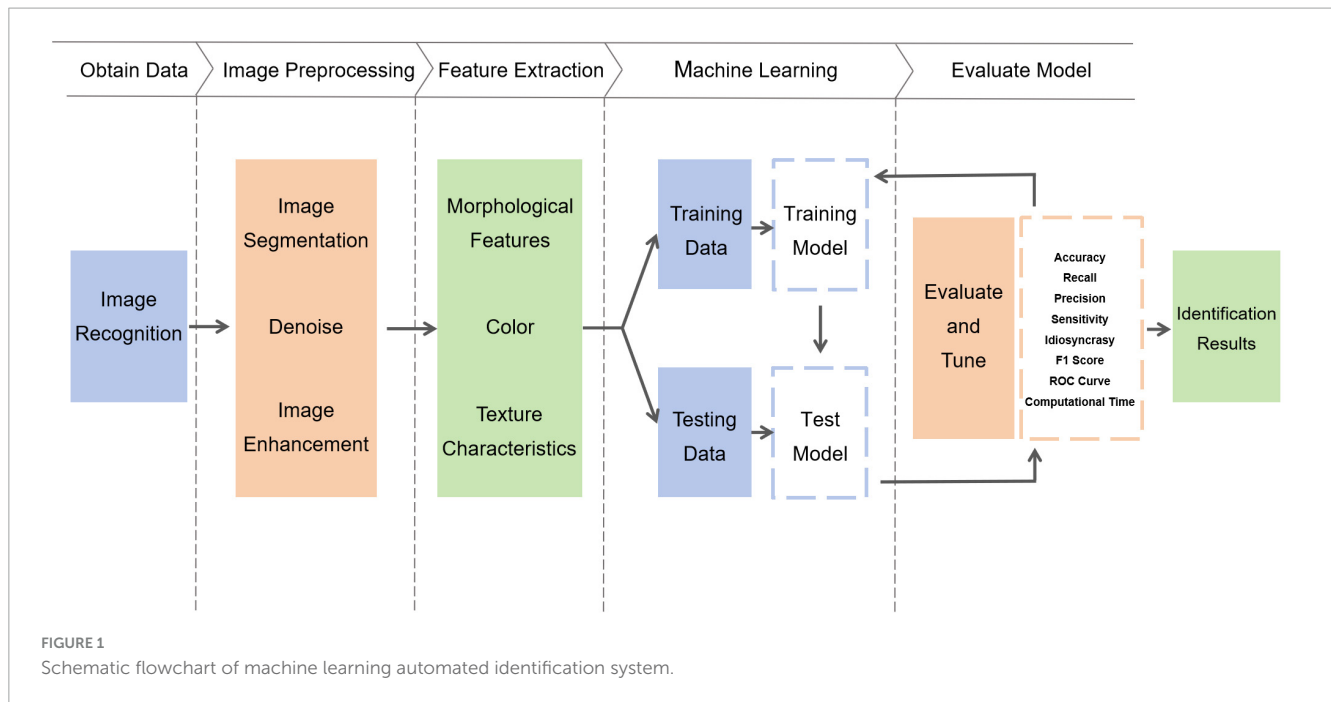 Obtain Data
Image Preprocessing
Feature Extraction
Machine Learning
Evaluate Model
Image
Recognition
Image
Segmentation
Denoise
Image
Enhancement
Morphological
Features
Color
Texture
Characteristics
Training
Data
Training
Model
Testing
Data
Test
Model
Evaluate
and
Tune
Accuracy
Recall
Precision
Sensitivity
Idiosyncrasy
F1 Score
ROC Curve
Computational Time
Identification
Results
FIGURE 1
Schematic flowchart of machine learning automated identification system.